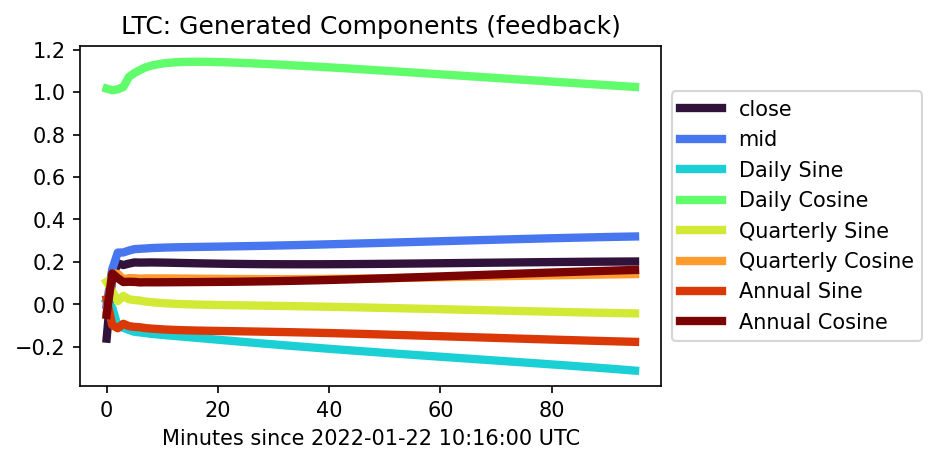 LTC: Generated Components (feedback)
1.2
1.0
0.8
0.6
0.4
0.2
0.0
−0.2
0 20 40 60 80
Minutes since 2022-01-22 10:16:00 UTC
close
mid
Daily Sine
Daily Cosine
Quarterly Sine
Quarterly Cosine
Annual Sine
Annual Cosine